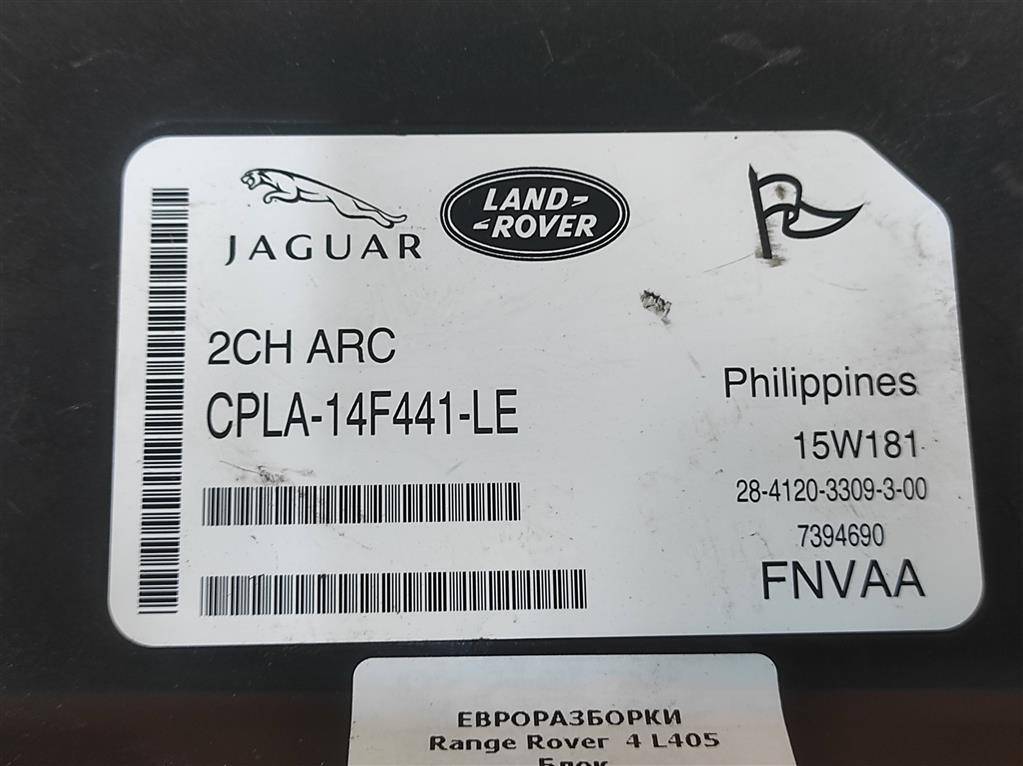 JAGUAR
LAND-
-ROVER
2CH ARC
CPLA-14F441-LE
Philippines
15W181
28-4120-3309-3-00
7394690
FNVAA
ЕВРОРАЗБОРКИ
Range Rover 4 L405
Блок